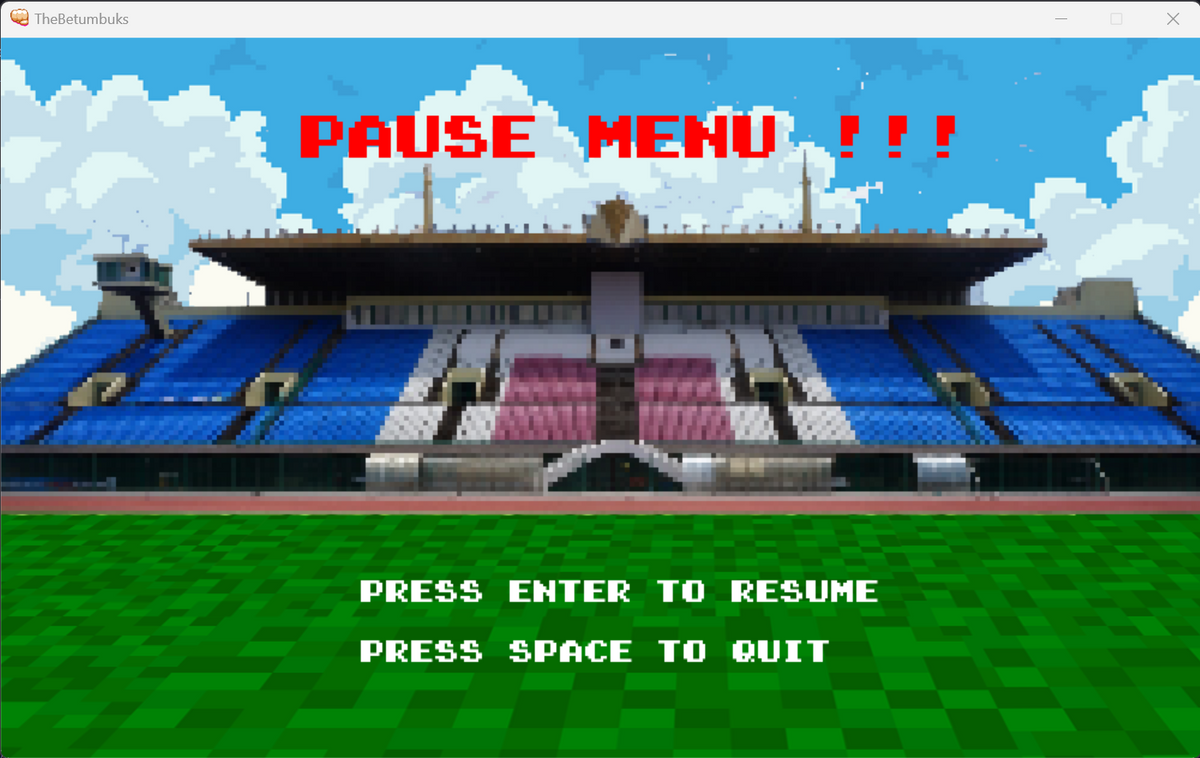 TheBetumbuks
PAUSE MENU !!!
PRESS ENTER TO RESUME
PRESS SPACE TO QUIT